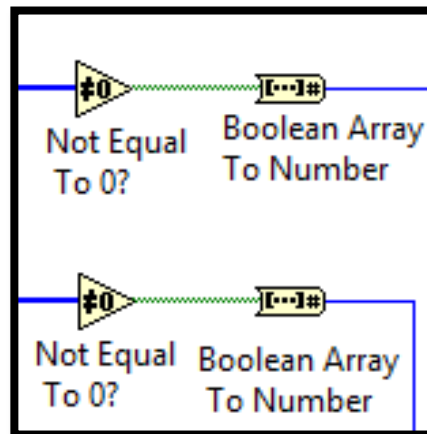 ≠0 [...]#
Not Equal Boolean Array
To 0? To Number
≠0 [...]#
Not Equal Boolean Array
To 0? To Number